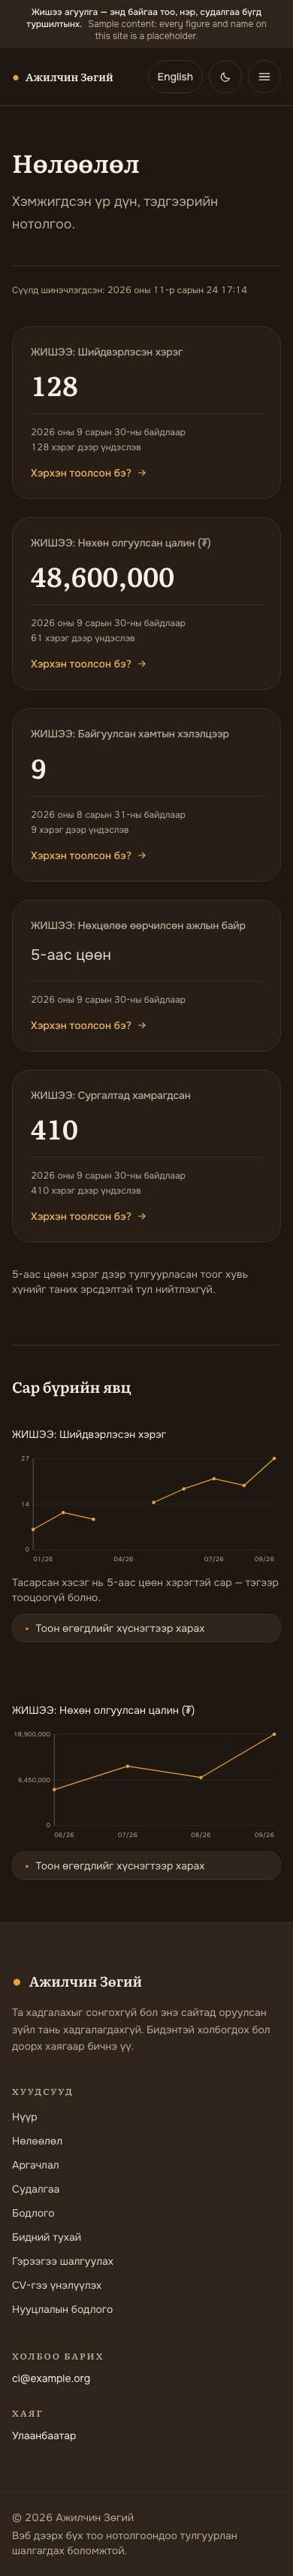 Жишээ агуулга — энд байгаа тоо, нэр, судалгаа бүгд
туршилтынх. Sample content: every figure and name on
this site is a placeholder.
Ажилчин Зөгий
English
Нөлөөлөл
Хэмжигдсэн үр дүн, тэдгээрийн
нотолгоо.
Сүүлд шинэчлэгдсэн: 2026 оны 11-р сарын 24 17:14
ЖИШЭЭ: Шийдвэрлэсэн хэрэг
128
2026 оны 9 сарын 30-ны байдлаар
128 хэрэг дээр үндэслэв
Хэрхэн тоолсон бэ? →
ЖИШЭЭ: Нөхөн олгуулсан цалин (₮)
48,600,000
2026 оны 9 сарын 30-ны байдлаар
61 хэрэг дээр үндэслэв
Хэрхэн тоолсон бэ? →
ЖИШЭЭ: Байгуулсан хамтын хэлэлцээр
9
2026 оны 8 сарын 31-ны байдлаар
9 хэрэг дээр үндэслэв
Хэрхэн тоолсон бэ? →
ЖИШЭЭ: Нөхцөлөө өөрчилсөн ажлын байр
5-аас цөөн
2026 оны 9 сарын 30-ны байдлаар
Хэрхэн тоолсон бэ? →
ЖИШЭЭ: Сургалтад хамрагдсан
410
2026 оны 9 сарын 30-ны байдлаар
410 хэрэг дээр үндэслэв
Хэрхэн тоолсон бэ? →
5-аас цөөн хэрэг дээр тулгуурласан тоог хувь
хүнийг таних эрсдэлтэй тул нийтлэхгүй.
Сар бүрийн явц
ЖИШЭЭ: Шийдвэрлэсэн хэрэг
27
14
0
01/26 04/26 07/26 09/26
Тасарсан хэсэг нь 5-аас цөөн хэрэгтэй сар — тэгээр
тооцоогүй болно.
Тоон өгөгдлийг хүснэгтээр харах
ЖИШЭЭ: Нөхөн олгуулсан цалин (₮)
18,900,000
9,450,000
0
06/26 07/26 08/26 09/26
Тоон өгөгдлийг хүснэгтээр харах
Ажилчин Зөгий
Та хадгалахыг сонгохгүй бол энэ сайтад оруулсан
зүйл тань хадгалагдахгүй. Бидэнтэй холбогдох бол
доорх хаягаар бичнэ үү.
ХУУДСУУД
Нүүр
Нөлөөлөл
Аргачлал
Судалгаа
Бодлого
Бидний тухай
Гэрээгээ шалгуулах
CV-гээ үнэлүүлэх
Нууцлалын бодлого
ХОЛБОО БАРИХ
ci@example.org
ХАЯГ
Улаанбаатар
© 2026 Ажилчин Зөгий
Вэб дээрх бүх тоо нотолгоондоо тулгуурлан
шалгагдах боломжтой.